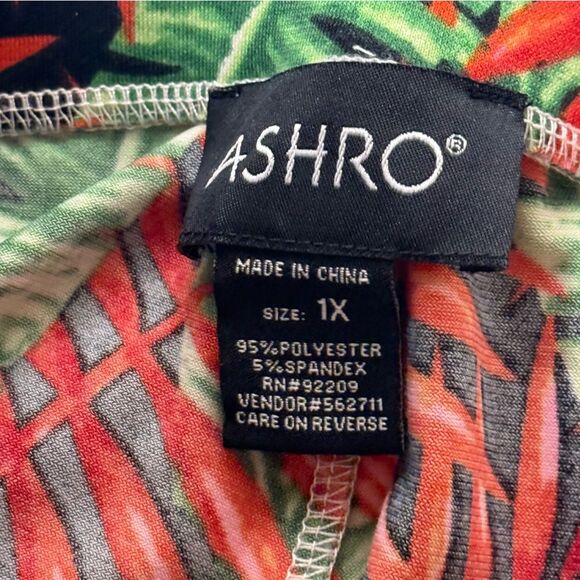 ASHRO®
MADE IN CHINA
SIZE: 1X
95%POLYESTER
5%SPANDEX
RN#92209
VENDOR#562711
CARE ON REVERSE